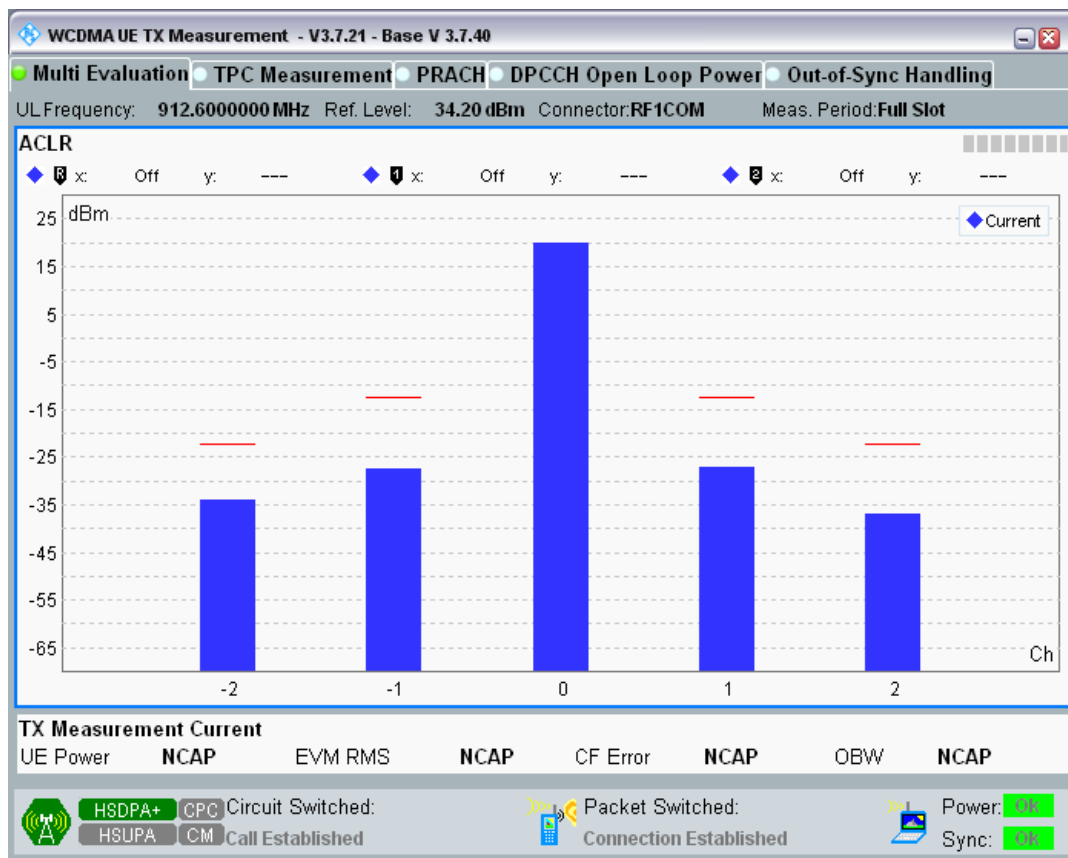 WCDMA UE TX Measurement - V3.7.21 - Base V 3.7.40
Multi Evaluation TPC Measurement PRACH DPCCH Open Loop Power Out-of-Sync Handling
UL Frequency: 912.6000000 MHz Ref. Level: 34.20 dBm Connector:RF1COM Meas. Period:Full Slot
ACLR
R x: Off y: --- 1 x: Off y: --- 2 x: Off y: ---
dBm
Current
25
15
5
-5
-15
-25
-35
-45
-55
-65
Ch
-2 -1 0 1 2
TX Measurement Current
UE Power NCAP EVM RMS NCAP CF Error NCAP OBW NCAP
HSDPA+ CPC Circuit Switched: Packet Switched: Power: Ok
HSUPA CM Call Established Connection Established Sync: Ok